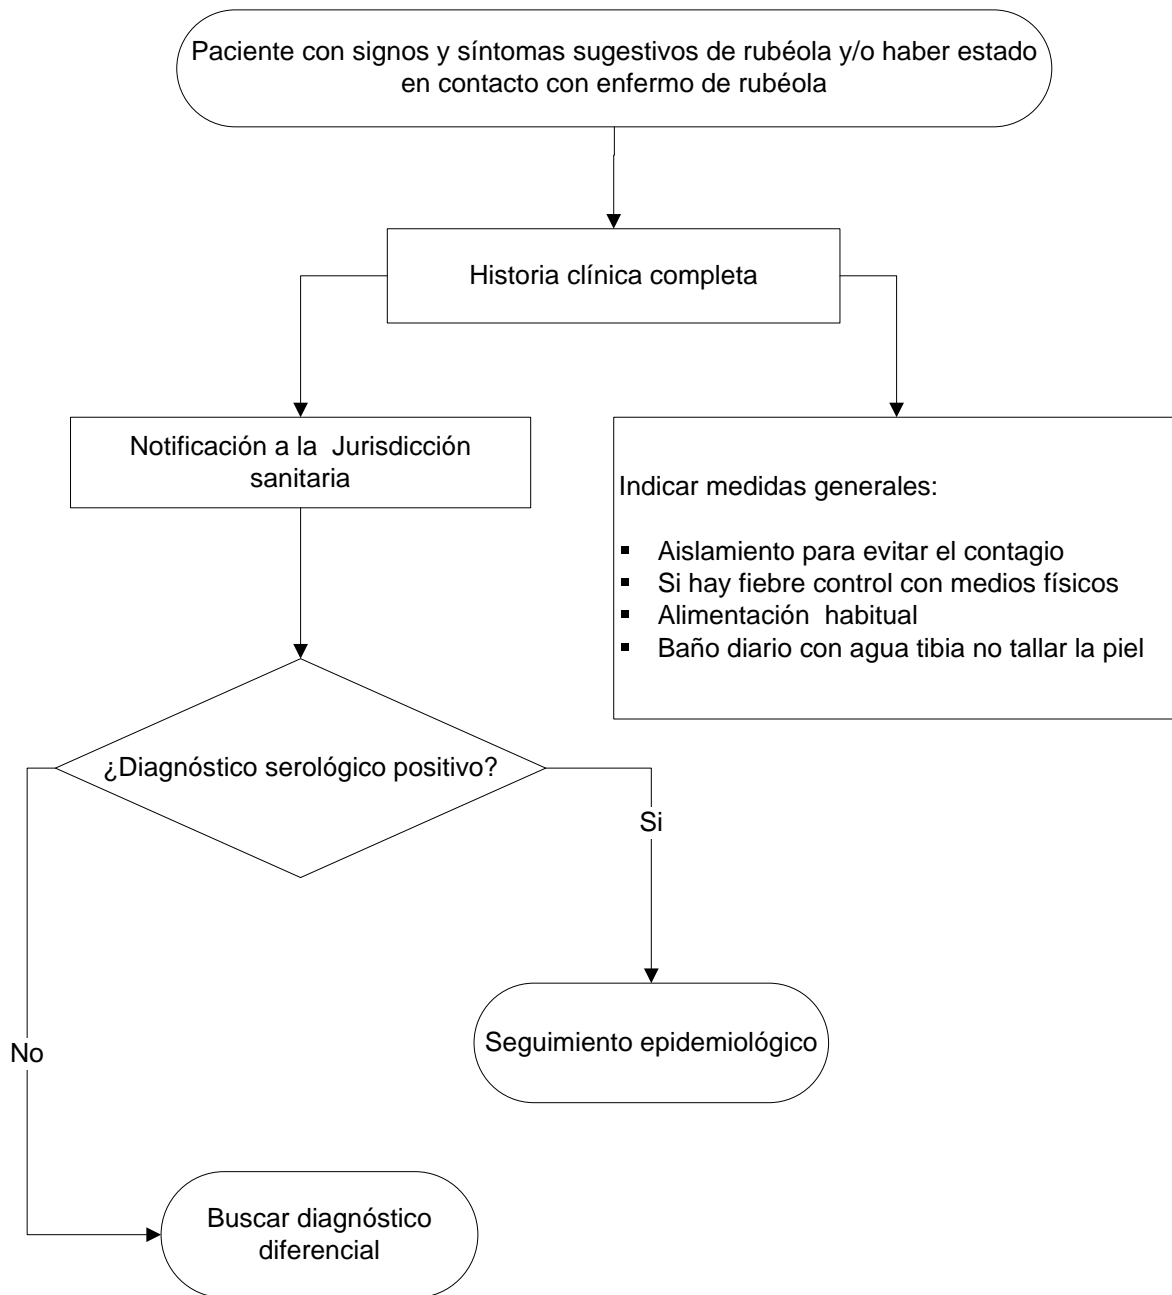 Paciente con signos y síntomas sugestivos de rubéola y/o haber estado
en contacto con enfermo de rubéola
Historia clínica completa
Notificación a la  Jurisdicción
sanitaria
Indicar medidas generales:
▪ Aislamiento para evitar el contagio
▪ Si hay fiebre control con medios físicos
▪ Alimentación  habitual
▪ Baño diario con agua tibia no tallar la piel
¿Diagnóstico serológico positivo?
Si
Seguimiento epidemiológico
No
Buscar diagnóstico
diferencial